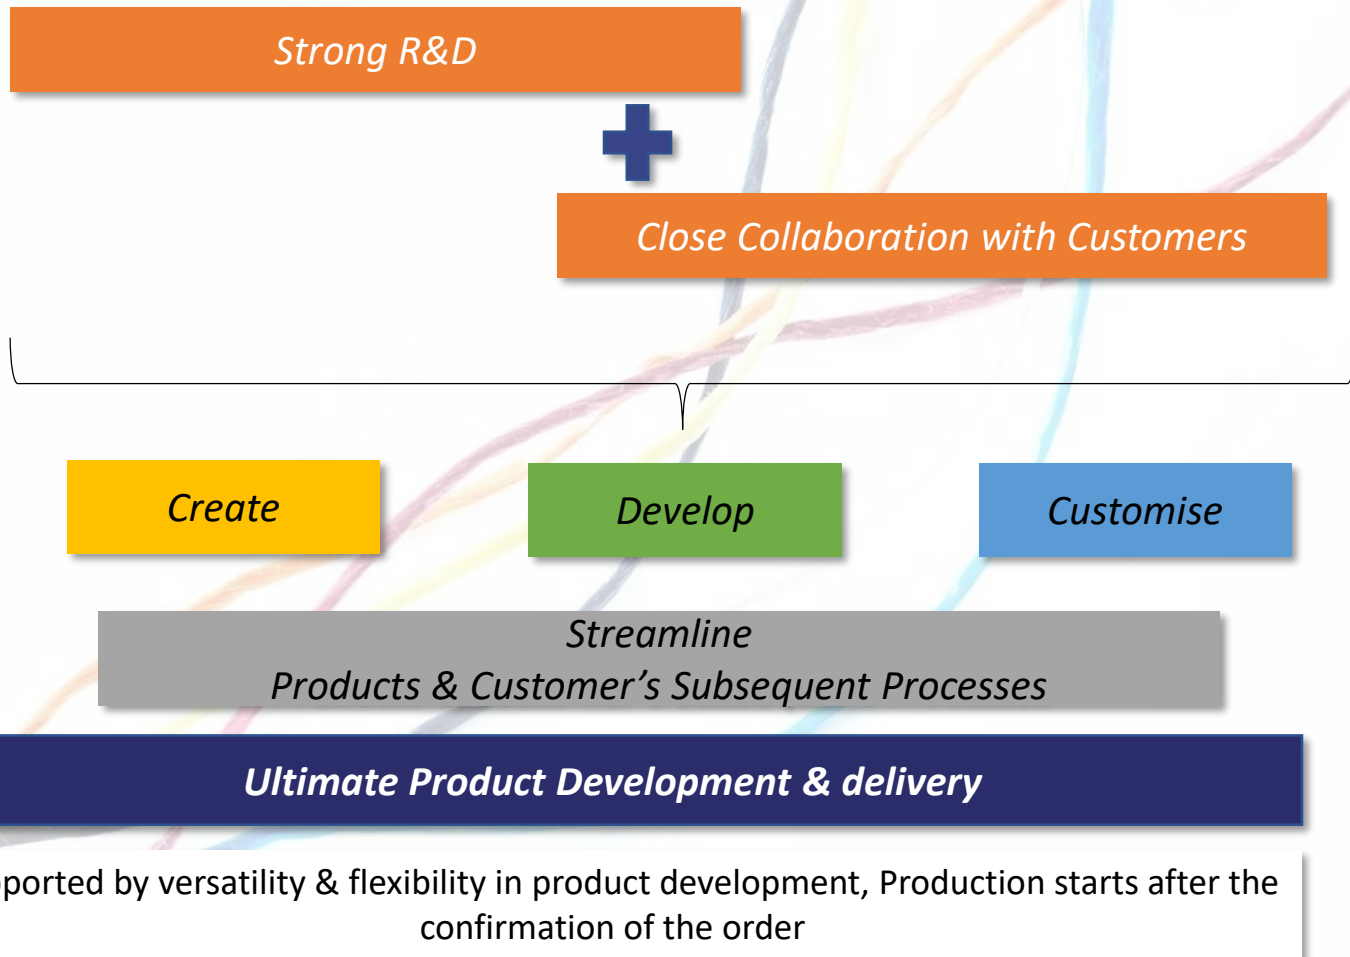 Strong R&D
Close Collaboration with Customers
Create
Develop
Customise
Streamline
Products & Customer’s Subsequent Processes
Ultimate Product Development & delivery
by versatility & flexibility in product development, Production starts after the
confirmation of the order